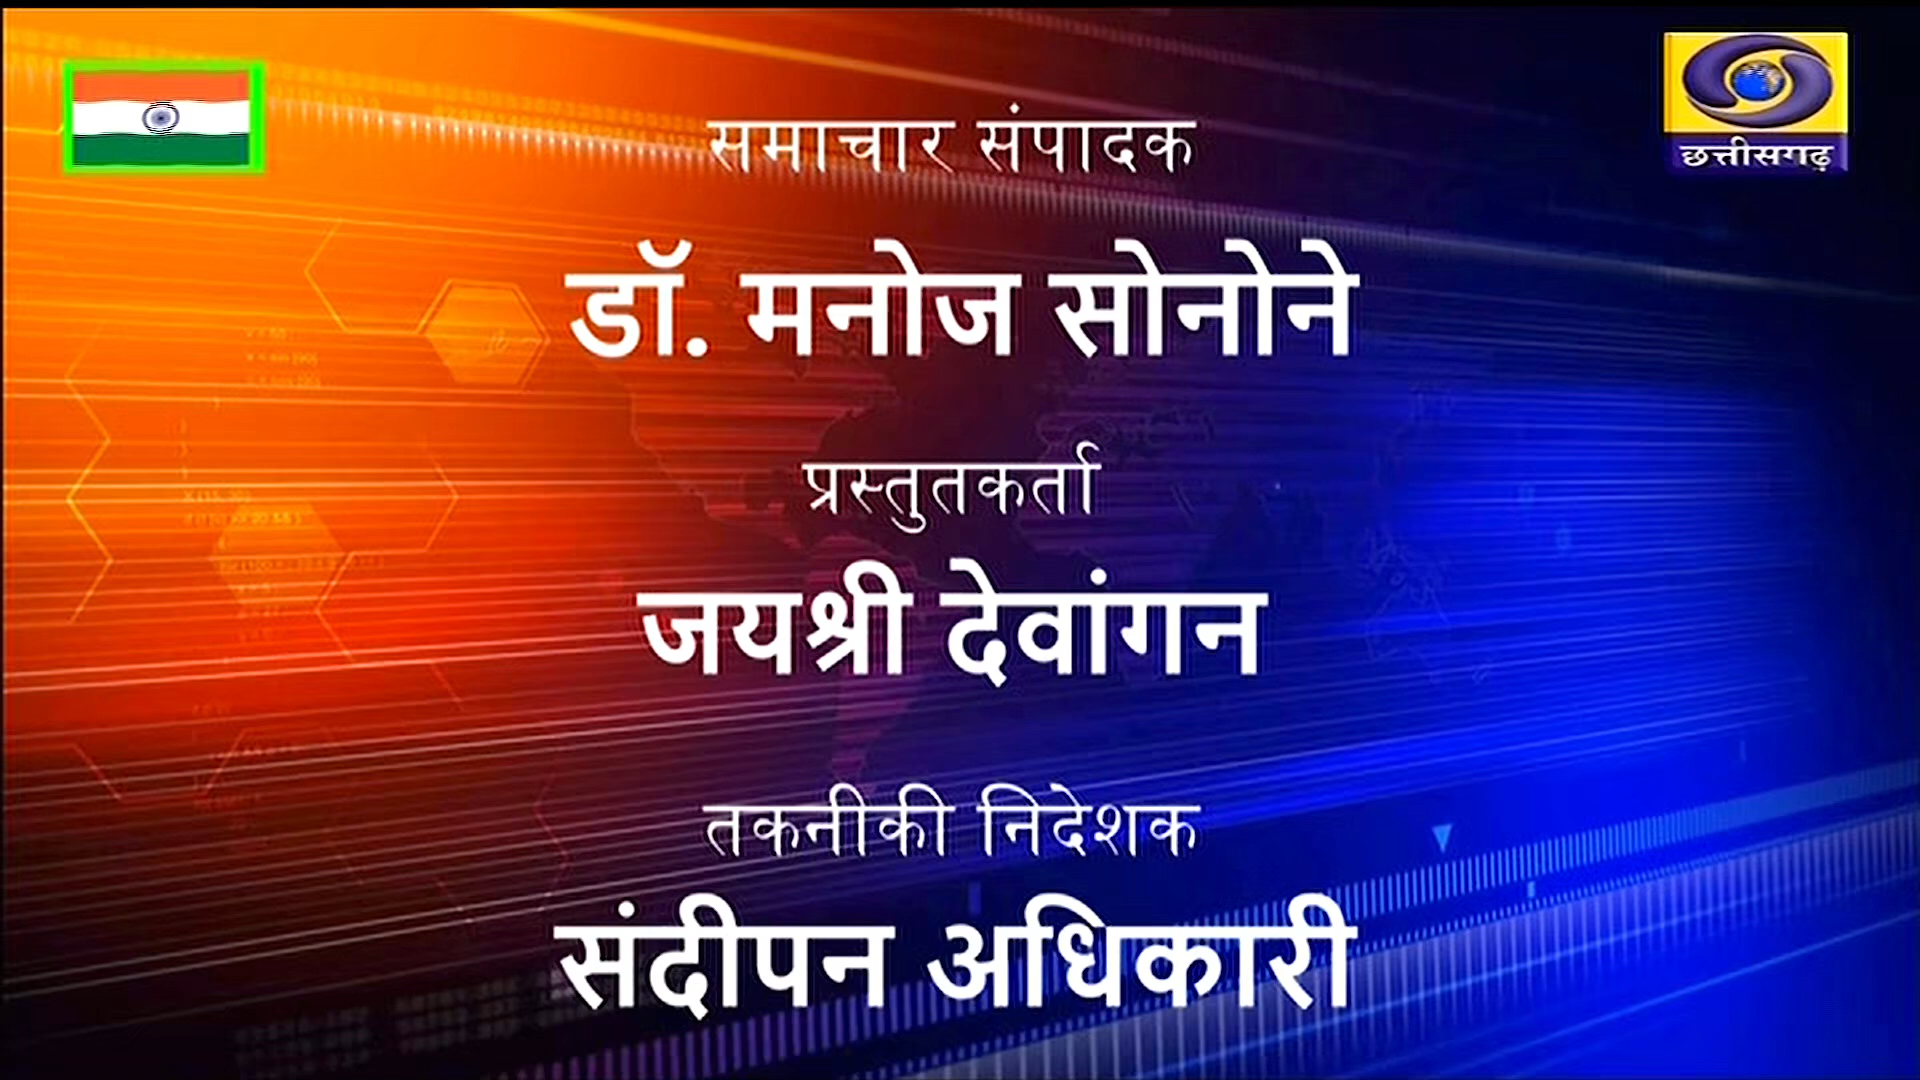 छत्तीसगढ़
समाचार संपादक
डॉ. मनोज सोनोने
प्रस्तुतकर्ता
जयश्री देवांगन
तकनीकी निदेशक
संदीपन अधिकारी